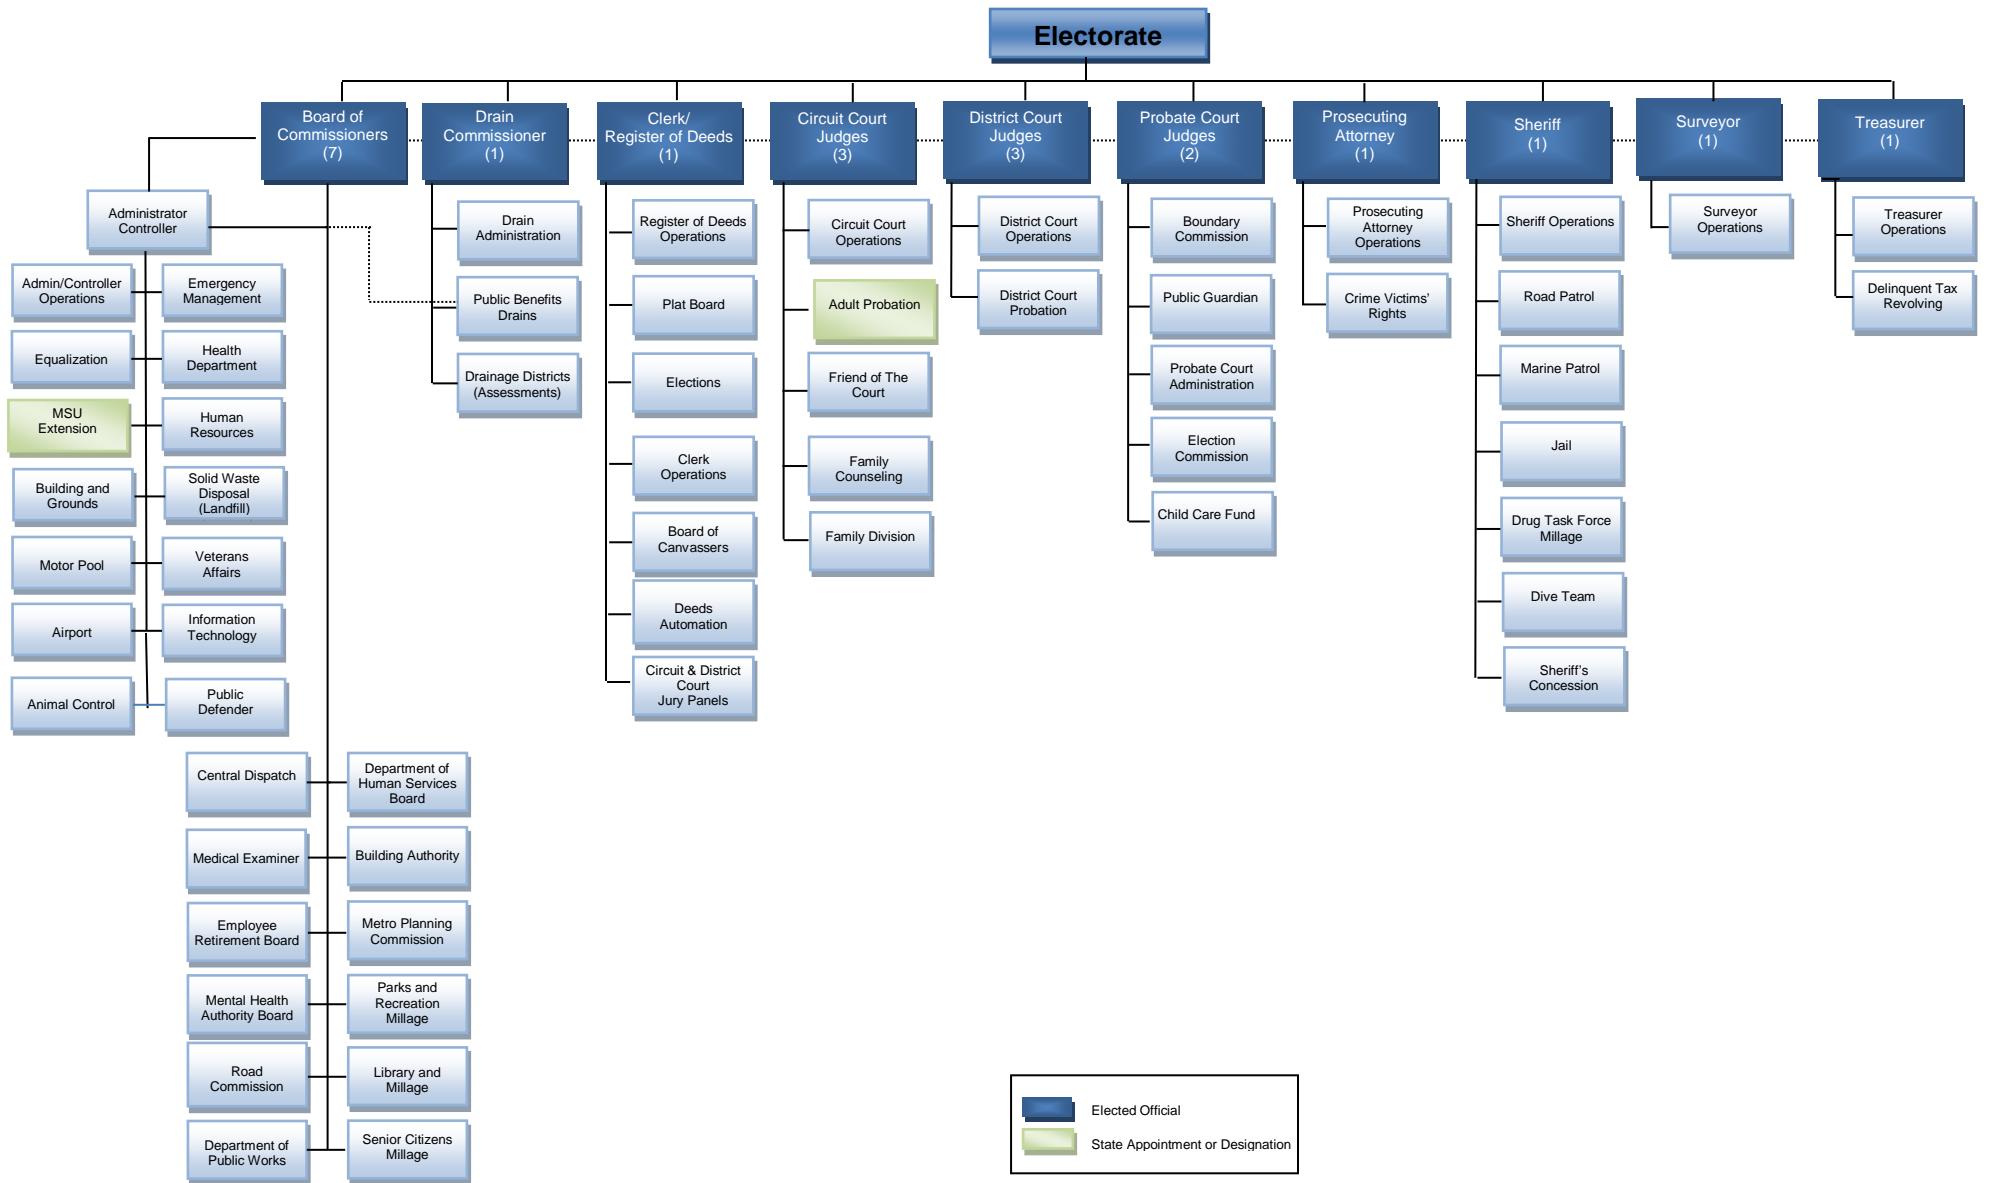 Electorate
Board of
Commissioners
(7)
Drain
Commissioner
(1)
Clerk/
Register of Deeds
(1)
Circuit Court
Judges
(3)
District Court
Judges
(3)
Probate Court
Judges
(2)
Prosecuting
Attorney
(1)
Sheriff
(1)
Surveyor
(1)
Treasurer
(1)
Administrator
Controller
Admin/Controller
Operations
Emergency
Management
Equalization
Health
Department
MSU
Extension
Human
Resources
Building and
Grounds
Solid Waste
Disposal
(Landfill)
Motor Pool
Veterans
Affairs
Airport
Information
Technology
Animal Control
Public
Defender
Central Dispatch
Department of
Human Services
Board
Medical Examiner
Building Authority
Employee
Retirement Board
Metro Planning
Commission
Mental Health
Authority Board
Parks and
Recreation
Millage
Road
Commission
Library and
Millage
Department of
Public Works
Senior Citizens
Millage
Drain
Administration
Public Benefits
Drains
Drainage Districts
(Assessments)
Register of Deeds
Operations
Plat Board
Elections
Clerk
Operations
Board of
Canvassers
Deeds
Automation
Circuit & District
Court
Jury Panels
Circuit Court
Operations
Adult Probation
Friend of The
Court
Family
Counseling
Family Division
District Court
Operations
District Court
Probation
Boundary
Commission
Public Guardian
Probate Court
Administration
Election
Commission
Child Care Fund
Prosecuting
Attorney
Operations
Crime Victims'
Rights
Sheriff Operations
Road Patrol
Marine Patrol
Jail
Drug Task Force
Millage
Dive Team
Sheriff's
Concession
Surveyor
Operations
Treasurer
Operations
Delinquent Tax
Revolving
Elected Official
State Appointment or Designation